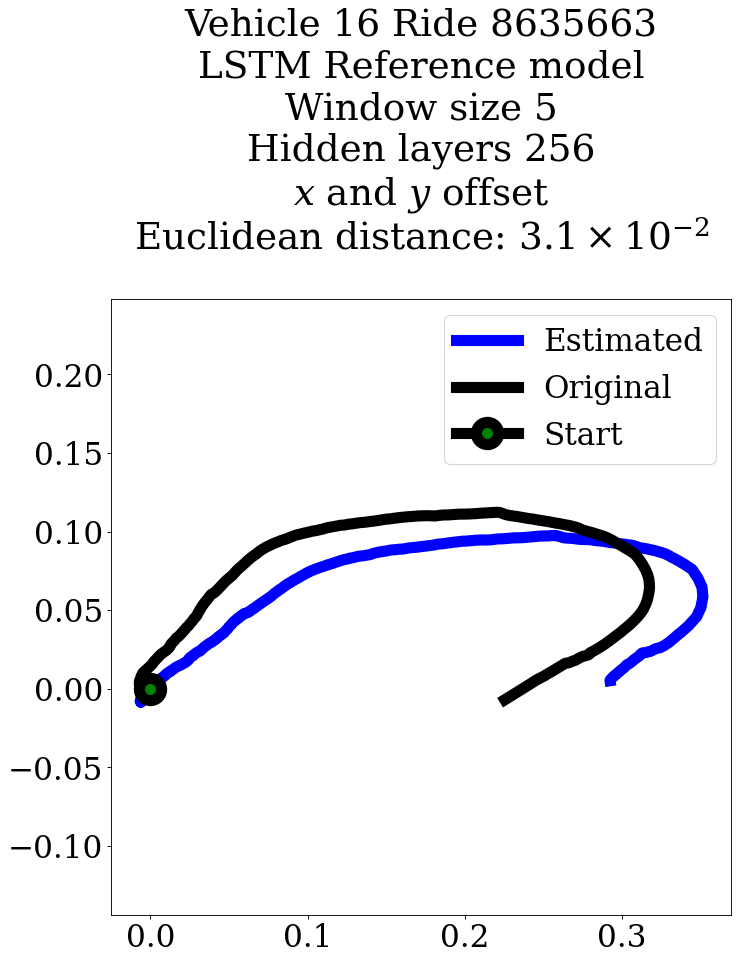 Vehicle 16 Ride 8635663
LSTM Reference model
Window size 5
Hidden layers 256
x and y offset
Euclidean distance: 3.1 × 10⁻²
Estimated
Original
Start
0.20
0.15
0.10
0.05
0.00
−0.05
−0.10
0.0 0.1 0.2 0.3